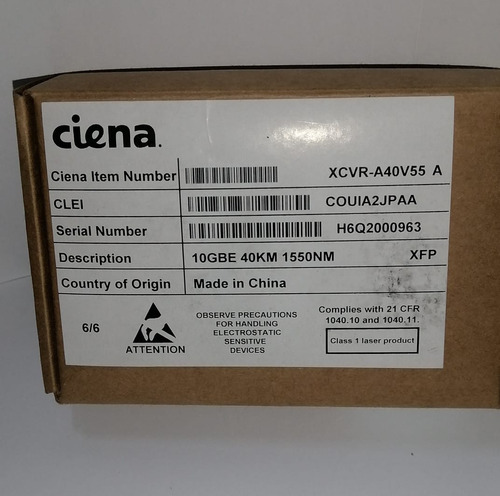 ciena.
Ciena Item Number XCVR-A40V55 A
CLEI COUIA2JPAA
Serial Number H6Q2000963
Description 10GBE 40KM 1550NM XFP
Country of Origin Made in China
6/6
ATTENTION
OBSERVE PRECAUTIONS
FOR HANDLING
ELECTROSTATIC
SENSITIVE
DEVICES
Complies with 21 CFR
1040.10 and 1040.11.
Class 1 laser product